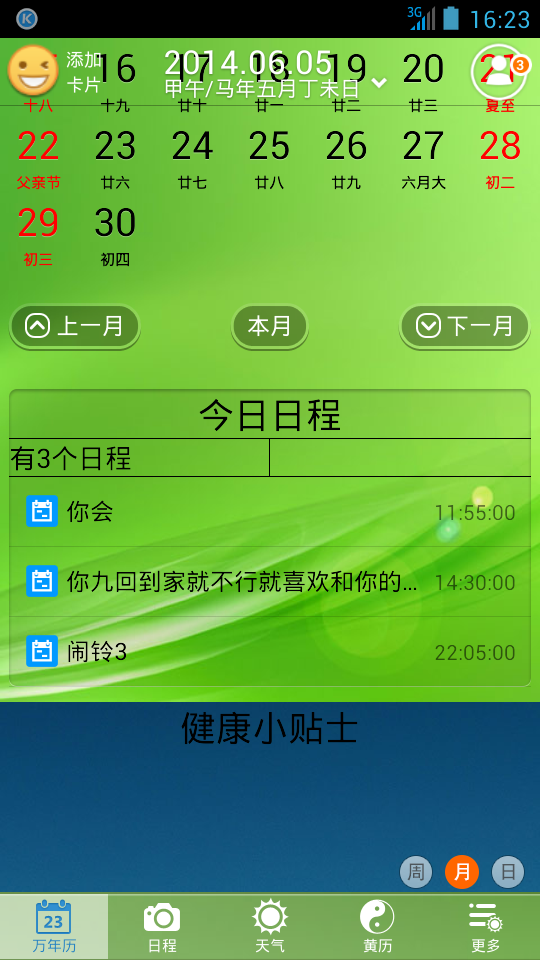 3G 16:23
添加
卡片
2014.06.05
甲午/马年五月丁未日
3
16 17 18 19 20 21
十八 十九 廿十 廿一 廿二 廿三 夏至
22 23 24 25 26 27 28
父亲节 廿六 廿七 廿八 廿九 六月大 初二
29 30
初三 初四
上一月 本月 下一月
今日日程
有3个日程
你会 11:55:00
你九回到家就不行就喜欢和你的... 14:30:00
闹铃3 22:05:00
健康小贴士
周 月 日
23
万年历 日程 天气 黄历 更多